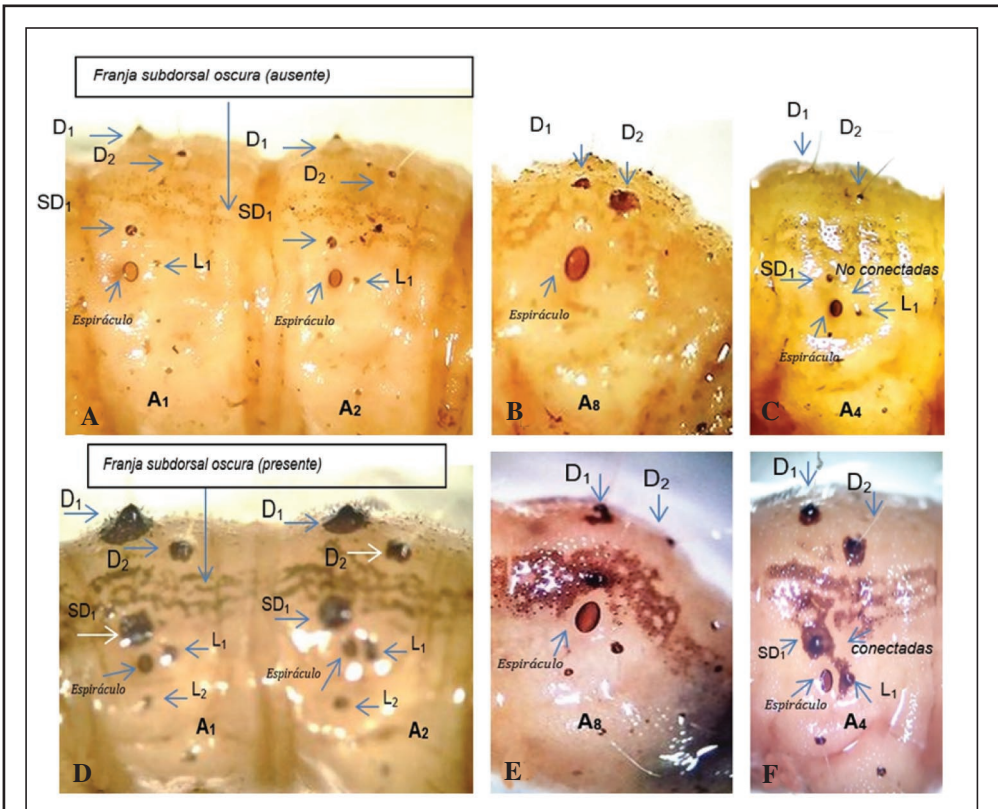 Franja subdorsal oscura (ausente)
D1
D2
SD1
L1
Espiráculo
A1
A
D1
D2
SD1
L1
Espiráculo
A2
D1
D2
Espiráculo
A8
B
D1
D2
SD1
No conectadas
L1
Espiráculo
A4
C
Franja subdorsal oscura (presente)
D1
D2
SD1
L1
Espiráculo
L2
A1
D
D1
D2
SD1
L1
Espiráculo
L2
A2
D1
D2
Espiráculo
A8
E
D1
D2
SD1
conectadas
Espiráculo
L1
A4
F